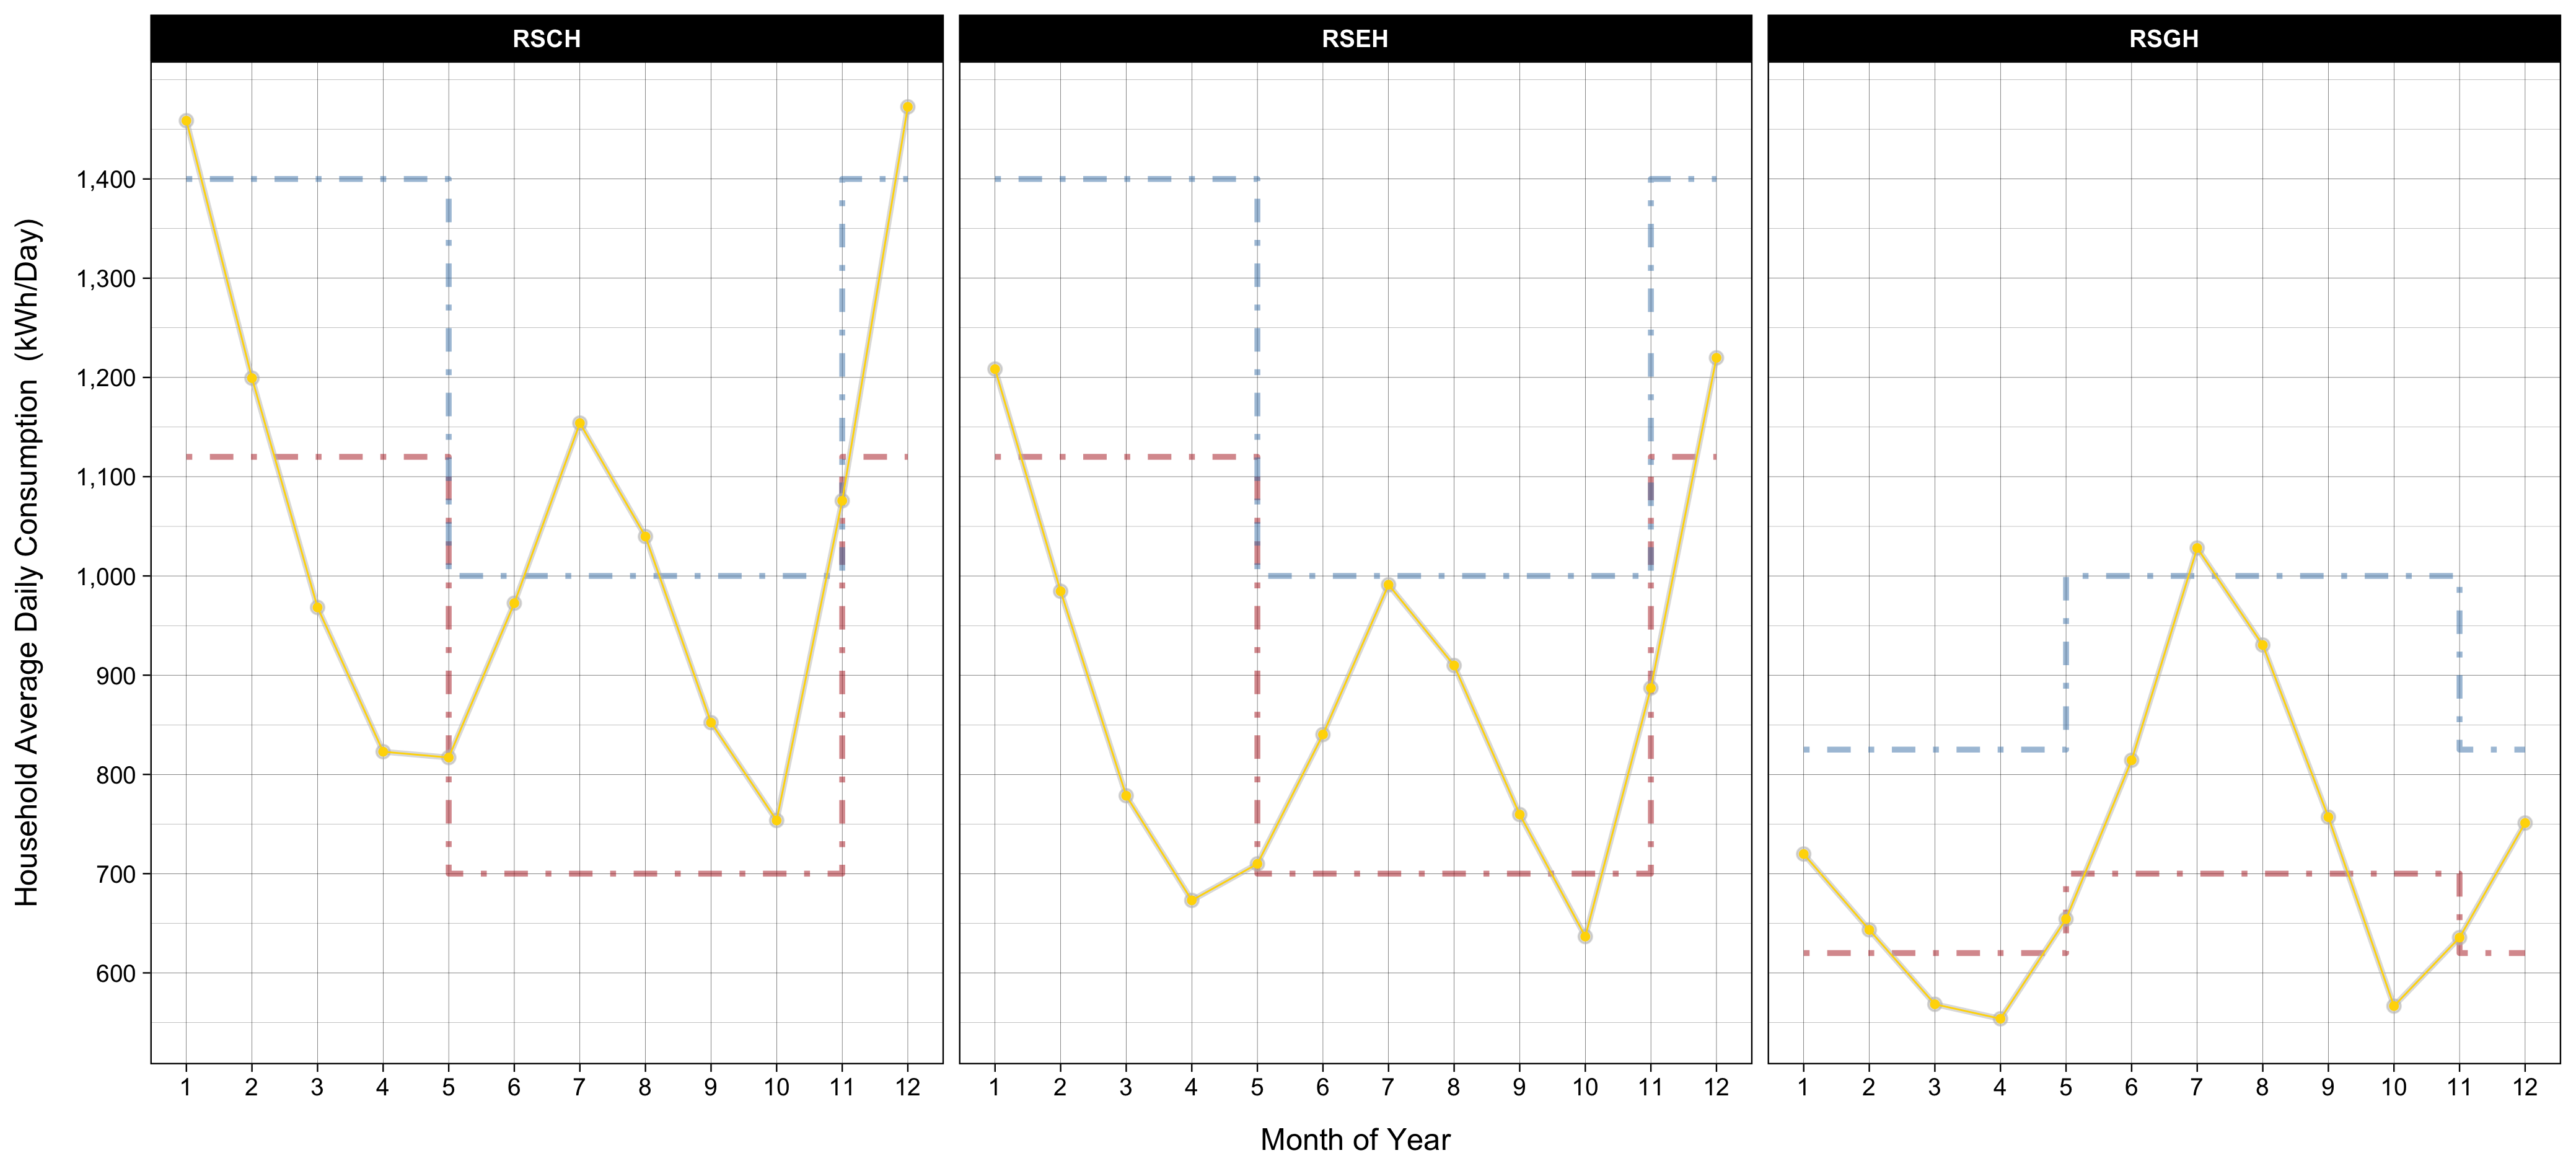 RSCH RSEH RSGH
Household Average Daily Consumption (kWh/Day)
1,400
1,300
1,200
1,100
1,000
900
800
700
600
1 2 3 4 5 6 7 8 9 10 11 12 1 2 3 4 5 6 7 8 9 10 11 12 1 2 3 4 5 6 7 8 9 10 11 12
Month of Year